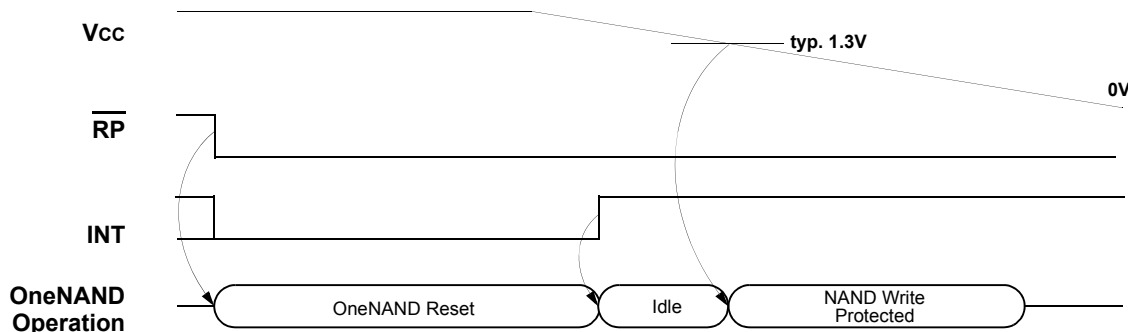 Vcc
typ. 1.3V
0V
RP
INT
OneNAND
Operation
OneNAND Reset
Idle
NAND Write
Protected